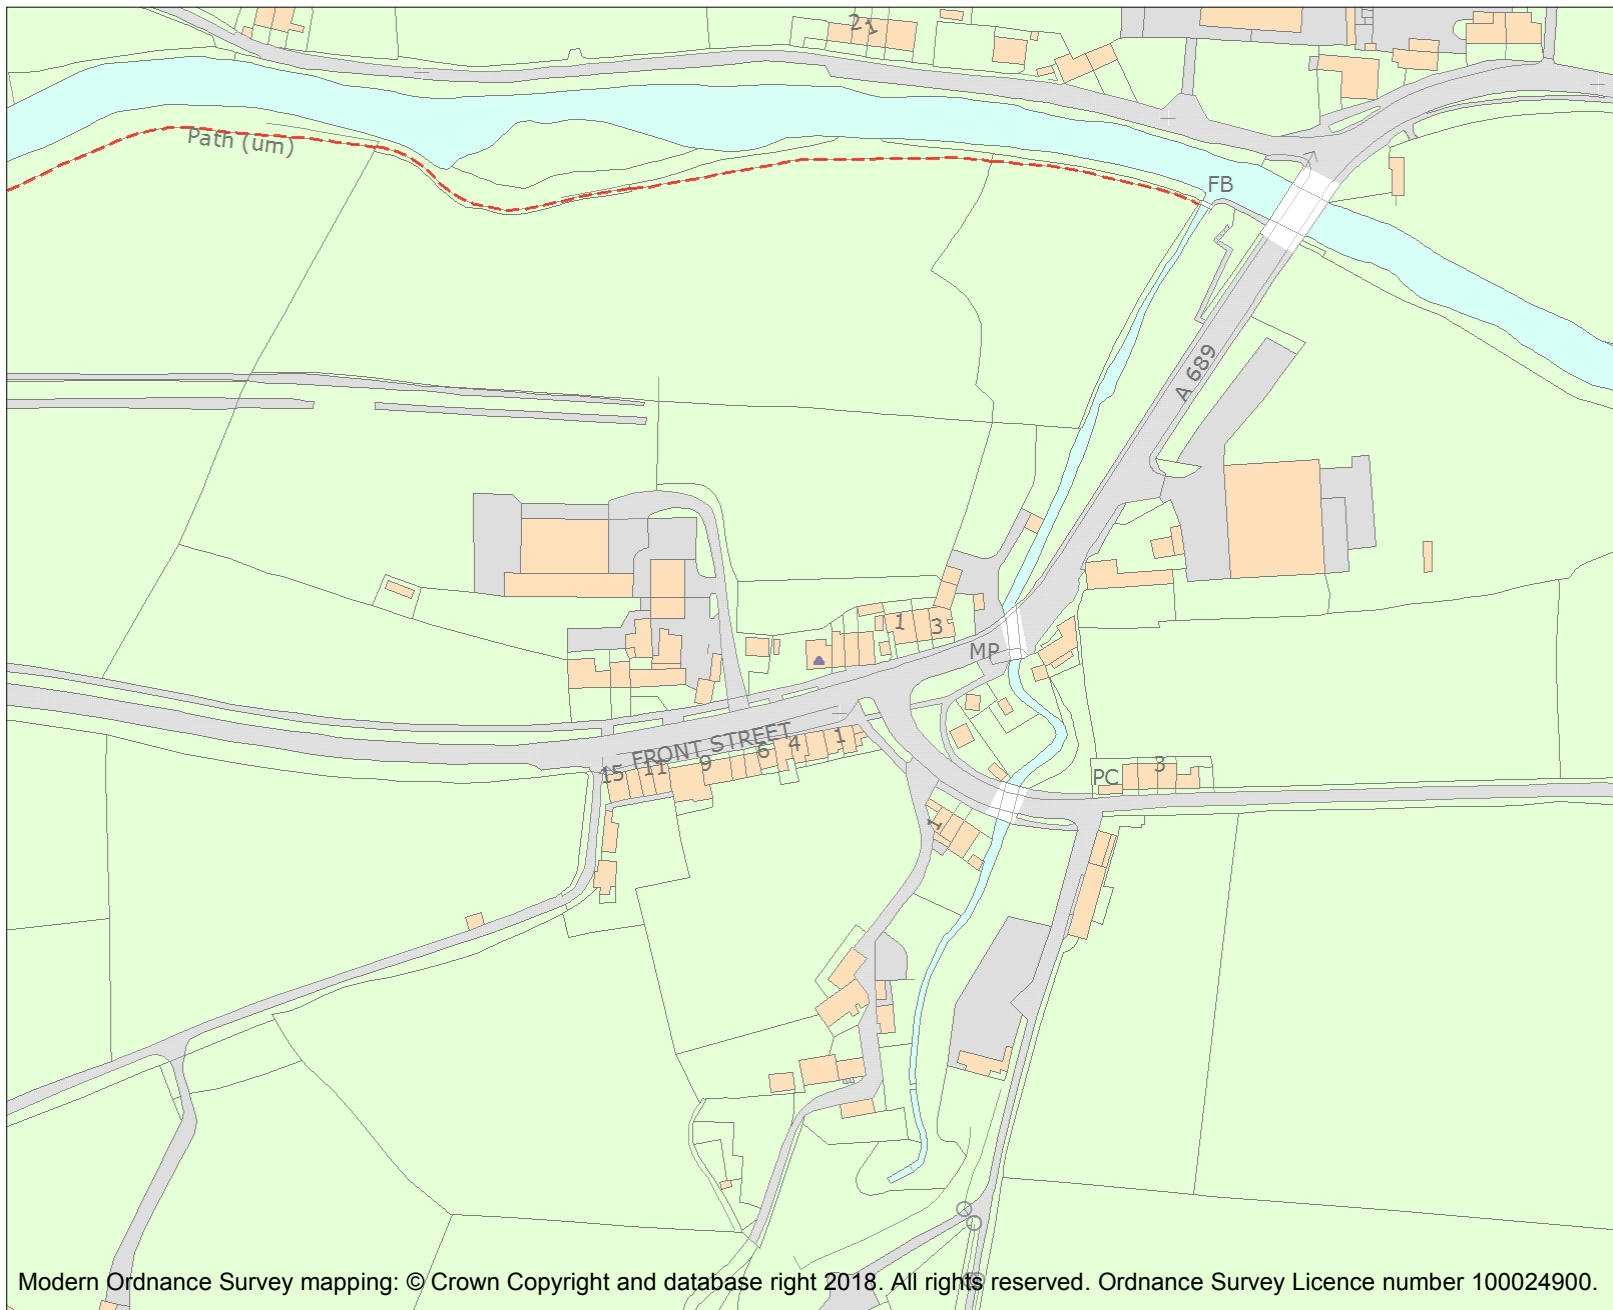 2
1
Path (um)
FB
A 689
1
3
MP
FRONT STREET
15
11
9
6
4
1
PC
3
1
Modern Ordnance Survey mapping: © Crown Copyright and database right 2018. All rights reserved. Ordnance Survey Licence number 100024900.